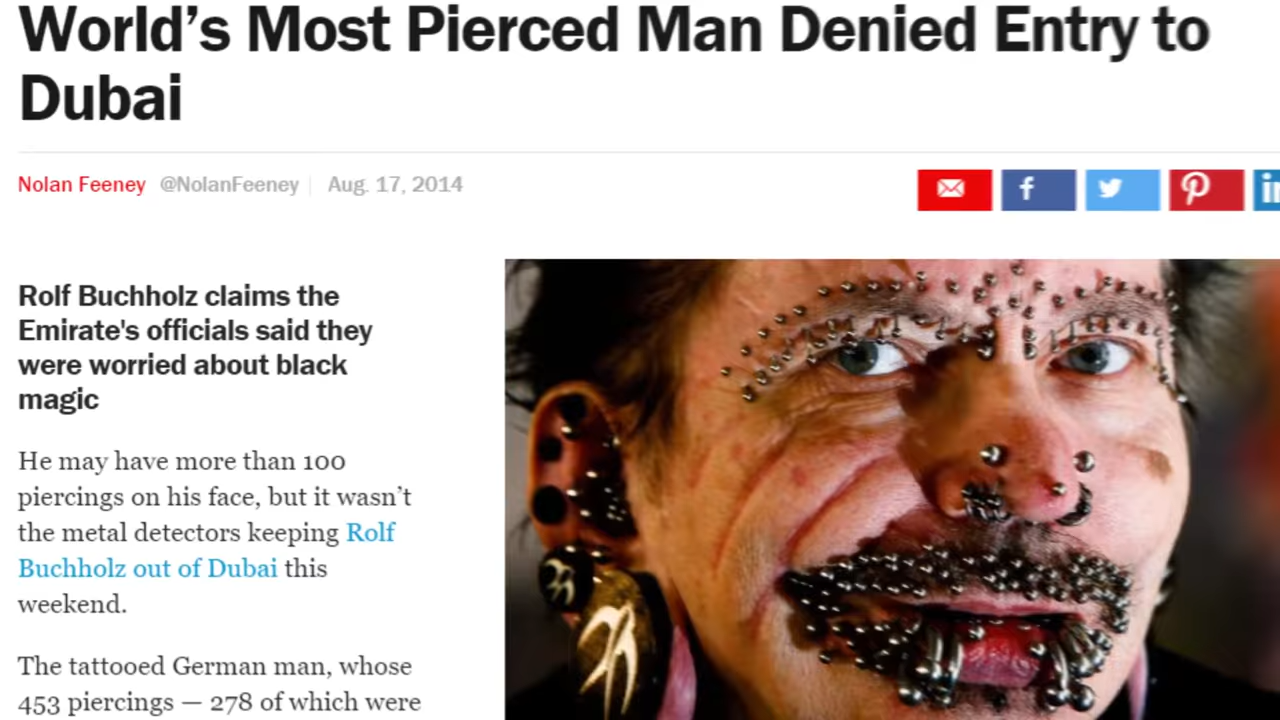 World's Most Pierced Man Denied Entry to
Dubai
Nolan Feeney @NolanFeeney Aug. 17, 2014
Rolf Buchholz claims the
Emirate's officials said they
were worried about black
magic
He may have more than 100
piercings on his face, but it wasn't
the metal detectors keeping Rolf
Buchholz out of Dubai this
weekend.
The tattooed German man, whose
453 piercings — 278 of which were